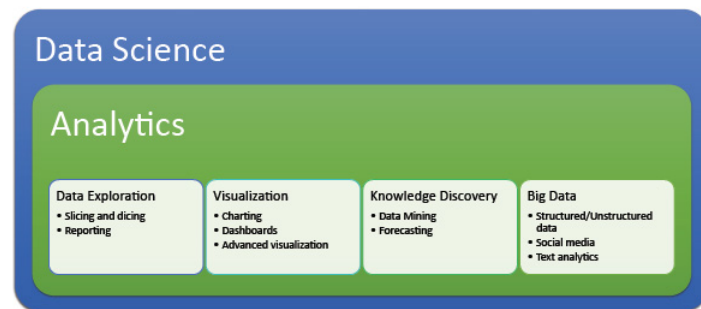 Data Science
Analytics
Data Exploration
• Slicing and dicing
• Reporting
Visualization
• Charting
• Dashboards
• Advanced visualization
Knowledge Discovery
• Data Mining
• Forecasting
Big Data
• Structured/Unstructured
data
• Social media
• Text analytics